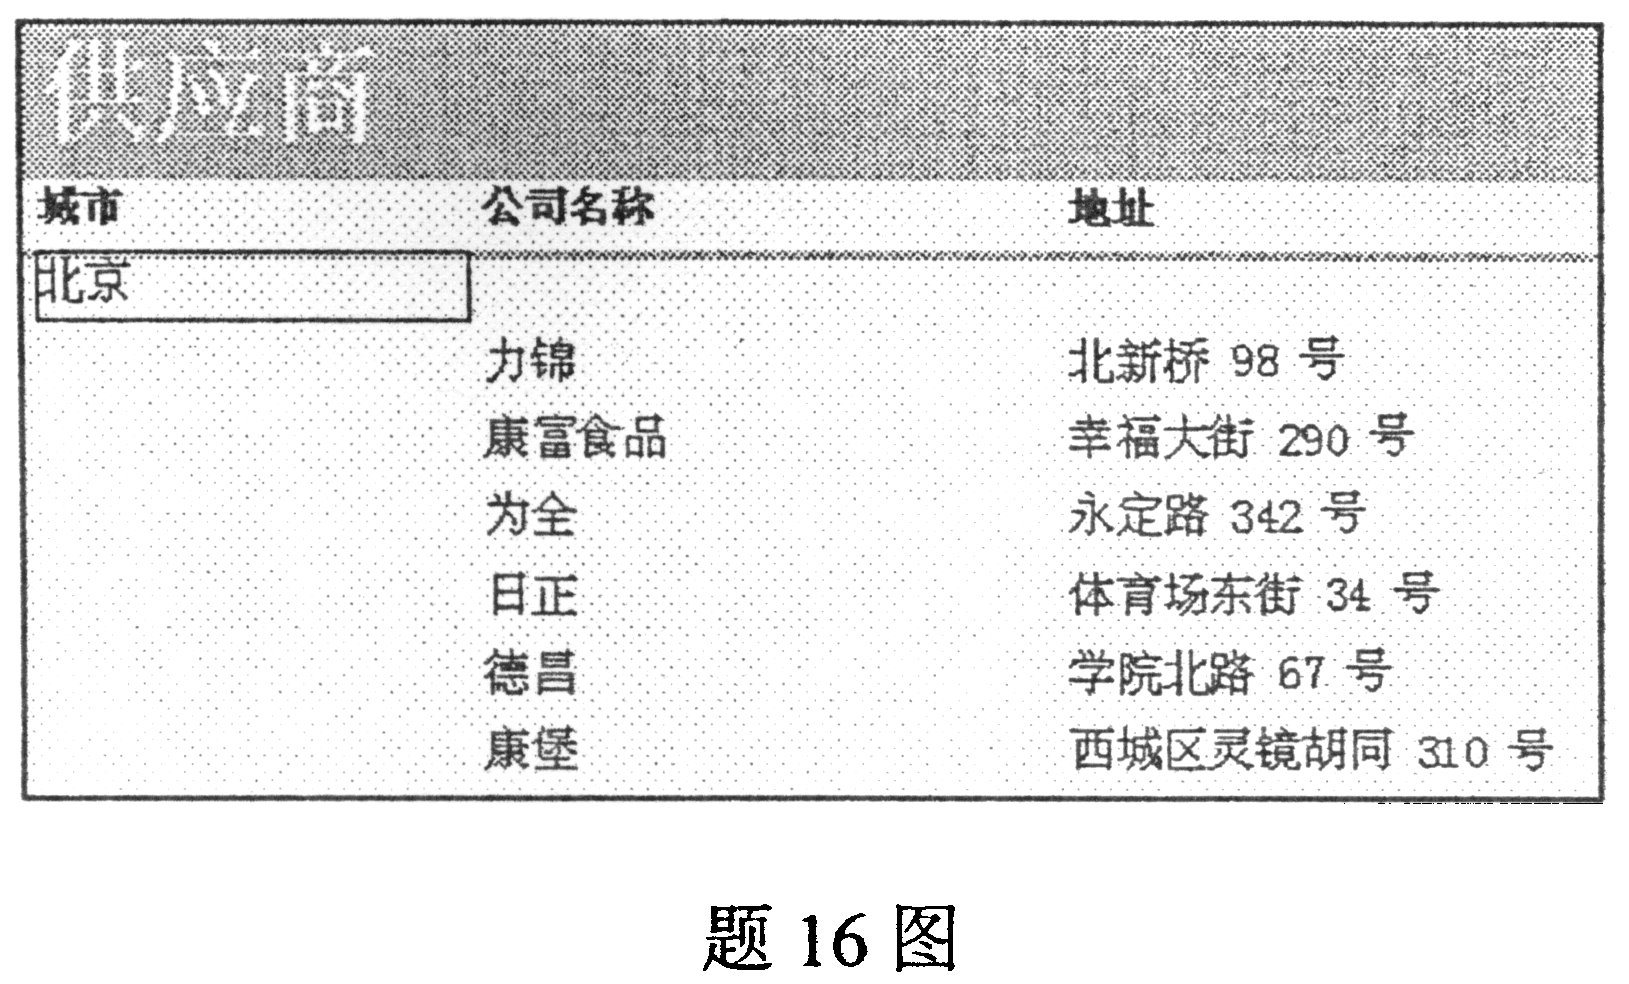 供应商
城市 公司名称 地址
北京
力锦 北新桥 98 号
康富食品 幸福大街 290 号
为全 永定路 342 号
日正 体育场东街 34 号
德昌 学院北路 67 号
康堡 西城区灵镜胡同 310 号
题 16 图